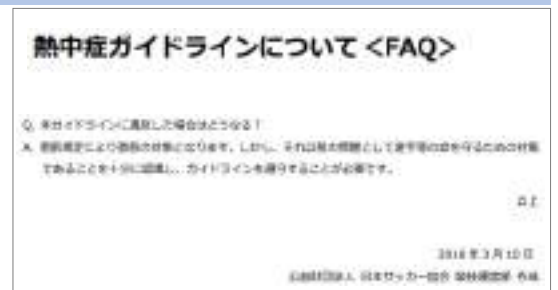 熱中症ガイドラインについて<FAQ>
Q. 本ガイドラインに違反した場合はどうなる?
A. 懲罰規定により懲罰の対象となります。しかし、それ以前の問題として選手等の命を守るための対策
であることを十分に認識し、ガイドラインを遵守することが必要です。
以上
2016年3月10日
公益財団法人 日本サッカー協会 競技運営部 作成